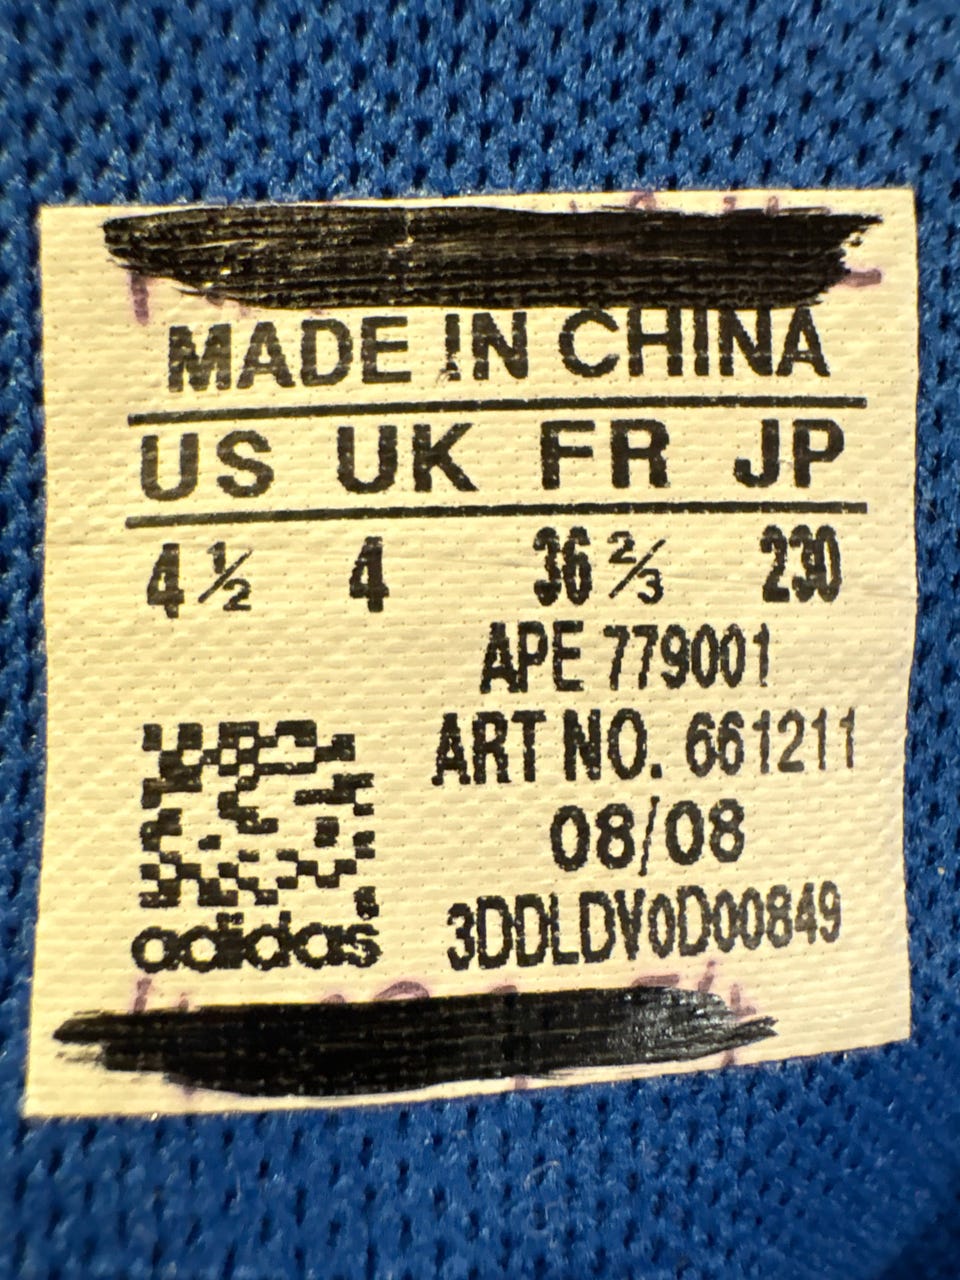 MADE IN CHINA
US UK FR JP
4 ½ 4 36 ⅔ 230
APE 779001
ART NO. 661211
08/08
adidas 3DDLDV0D00849